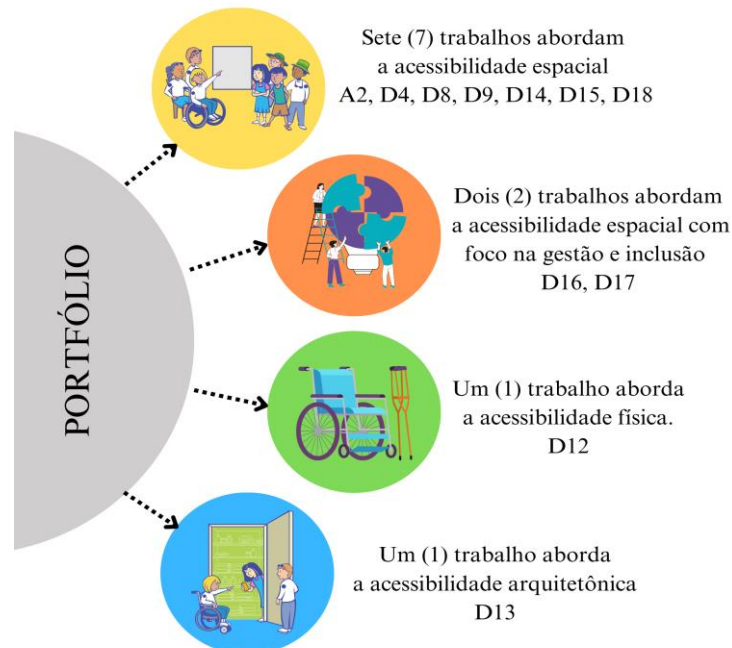 Sete (7) trabalhos abordam
a acessibilidade espacial
A2, D4, D8, D9, D14, D15, D18
Dois (2) trabalhos abordam
a acessibilidade espacial com
foco na gestão e inclusão
D16, D17
PORTFÓLIO
Um (1) trabalho aborda
a acessibilidade física.
D12
Um (1) trabalho aborda
a acessibilidade arquitetônica
D13